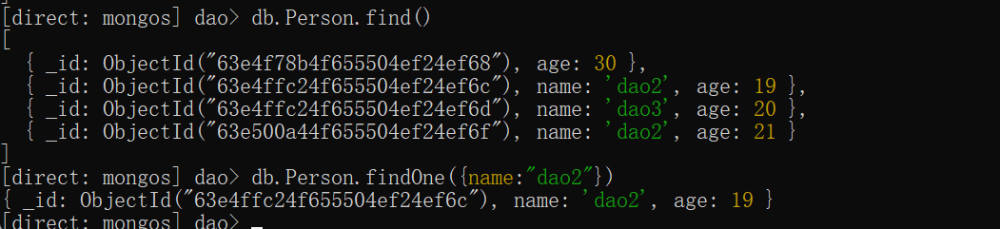 ]
[direct: mongos] dao> db.Person.find()
[
  { _id: ObjectId("63e4f78b4f655504ef24ef68"), age: 30 },
  { _id: ObjectId("63e4ffc24f655504ef24ef6c"), name: 'dao2', age: 19 },
  { _id: ObjectId("63e4ffc24f655504ef24ef6d"), name: 'dao3', age: 20 },
  { _id: ObjectId("63e500a44f655504ef24ef6f"), name: 'dao2', age: 21 }
]
[direct: mongos] dao> db.Person.findOne({name:"dao2"})
{ _id: ObjectId("63e4ffc24f655504ef24ef6c"), name: 'dao2', age: 19 }
[direct: mongos] dao> _